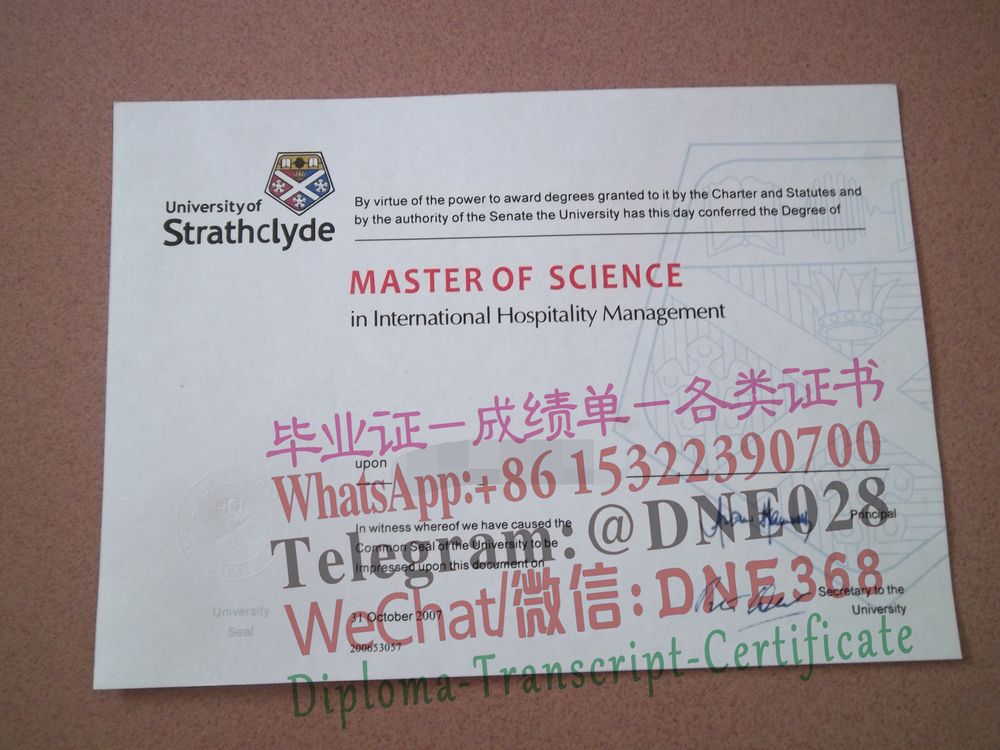 University of
Strathclyde
By virtue of the power to award degrees granted to it by the Charter and Statutes and
by the authority of the Senate the University has this day conferred the Degree of
MASTER OF SCIENCE
in International Hospitality Management
毕业证－成绩单－各类证书
upon
WhatsApp:+86 15322390700
In witness whereof we have caused the
Common Seal of the University to be
Impressed upon this document on
Principal
Telegram: @DNE028
WeChat/微信: DNE368
31 October 2007
Secretary to the
University
University
Seal
200653057
Diploma-Transcript-Certificate